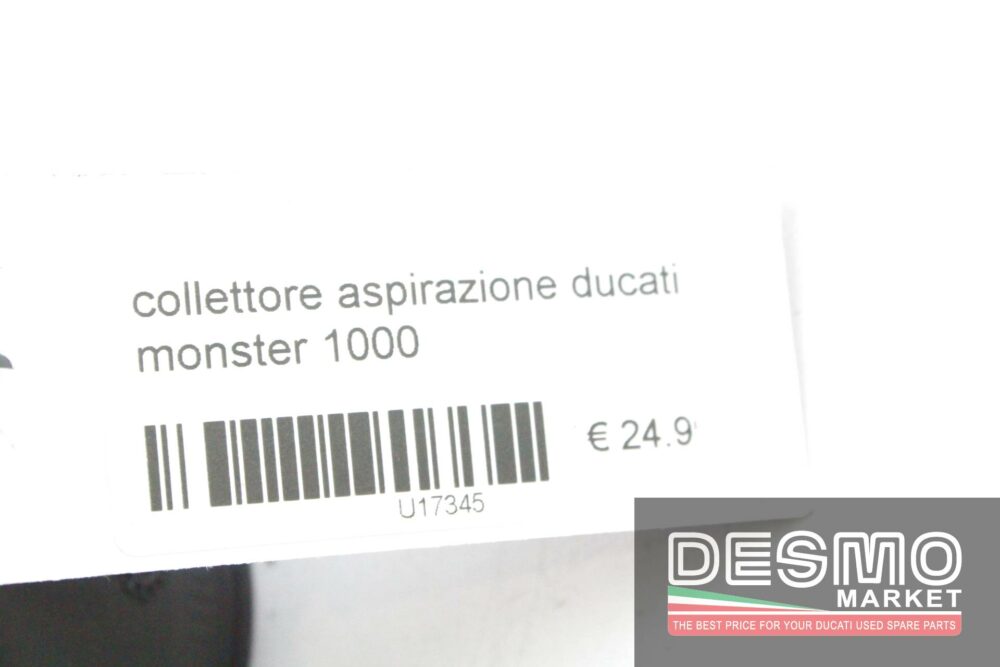 collettore aspirazione ducati
monster 1000
€ 24.9
U17345
DESMO
MARKET
THE BEST PRICE FOR YOUR DUCATI USED SPARE PARTS